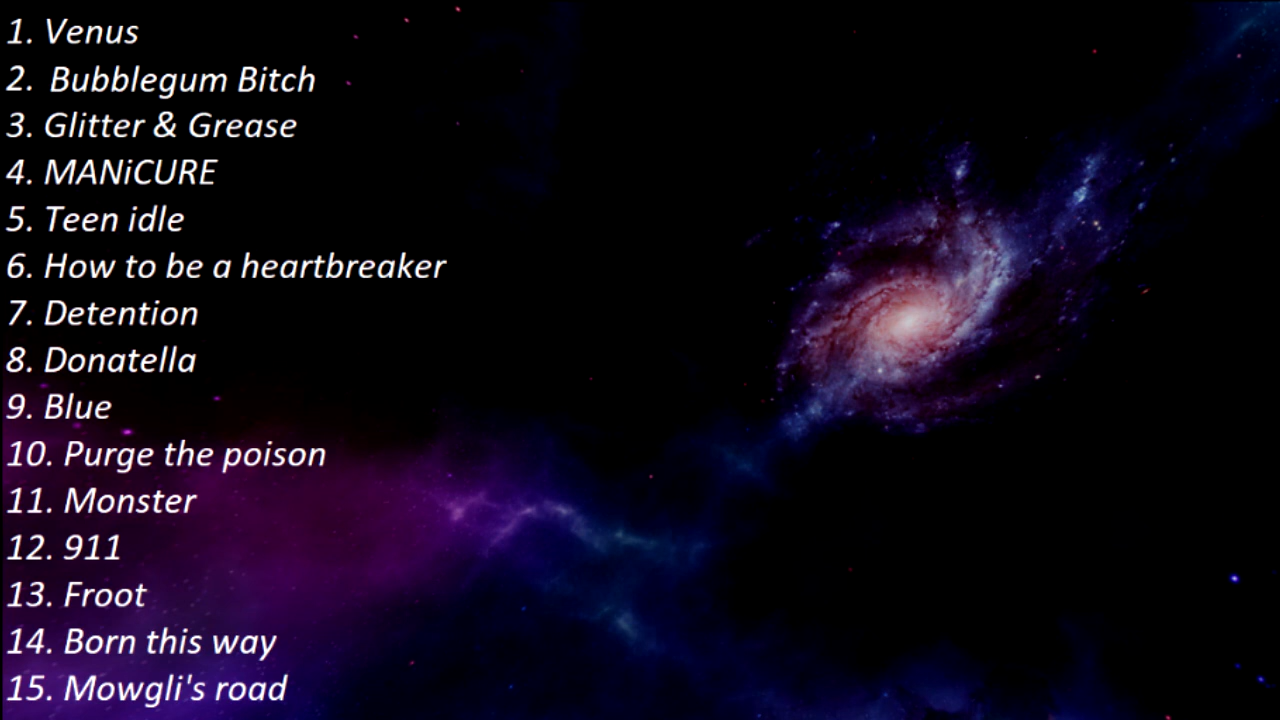 1. Venus
2. Bubblegum Bitch
3. Glitter & Grease
4. MANiCURE
5. Teen idle
6. How to be a heartbreaker
7. Detention
8. Donatella
9. Blue
10. Purge the poison
11. Monster
12. 911
13. Froot
14. Born this way
15. Mowgli's road